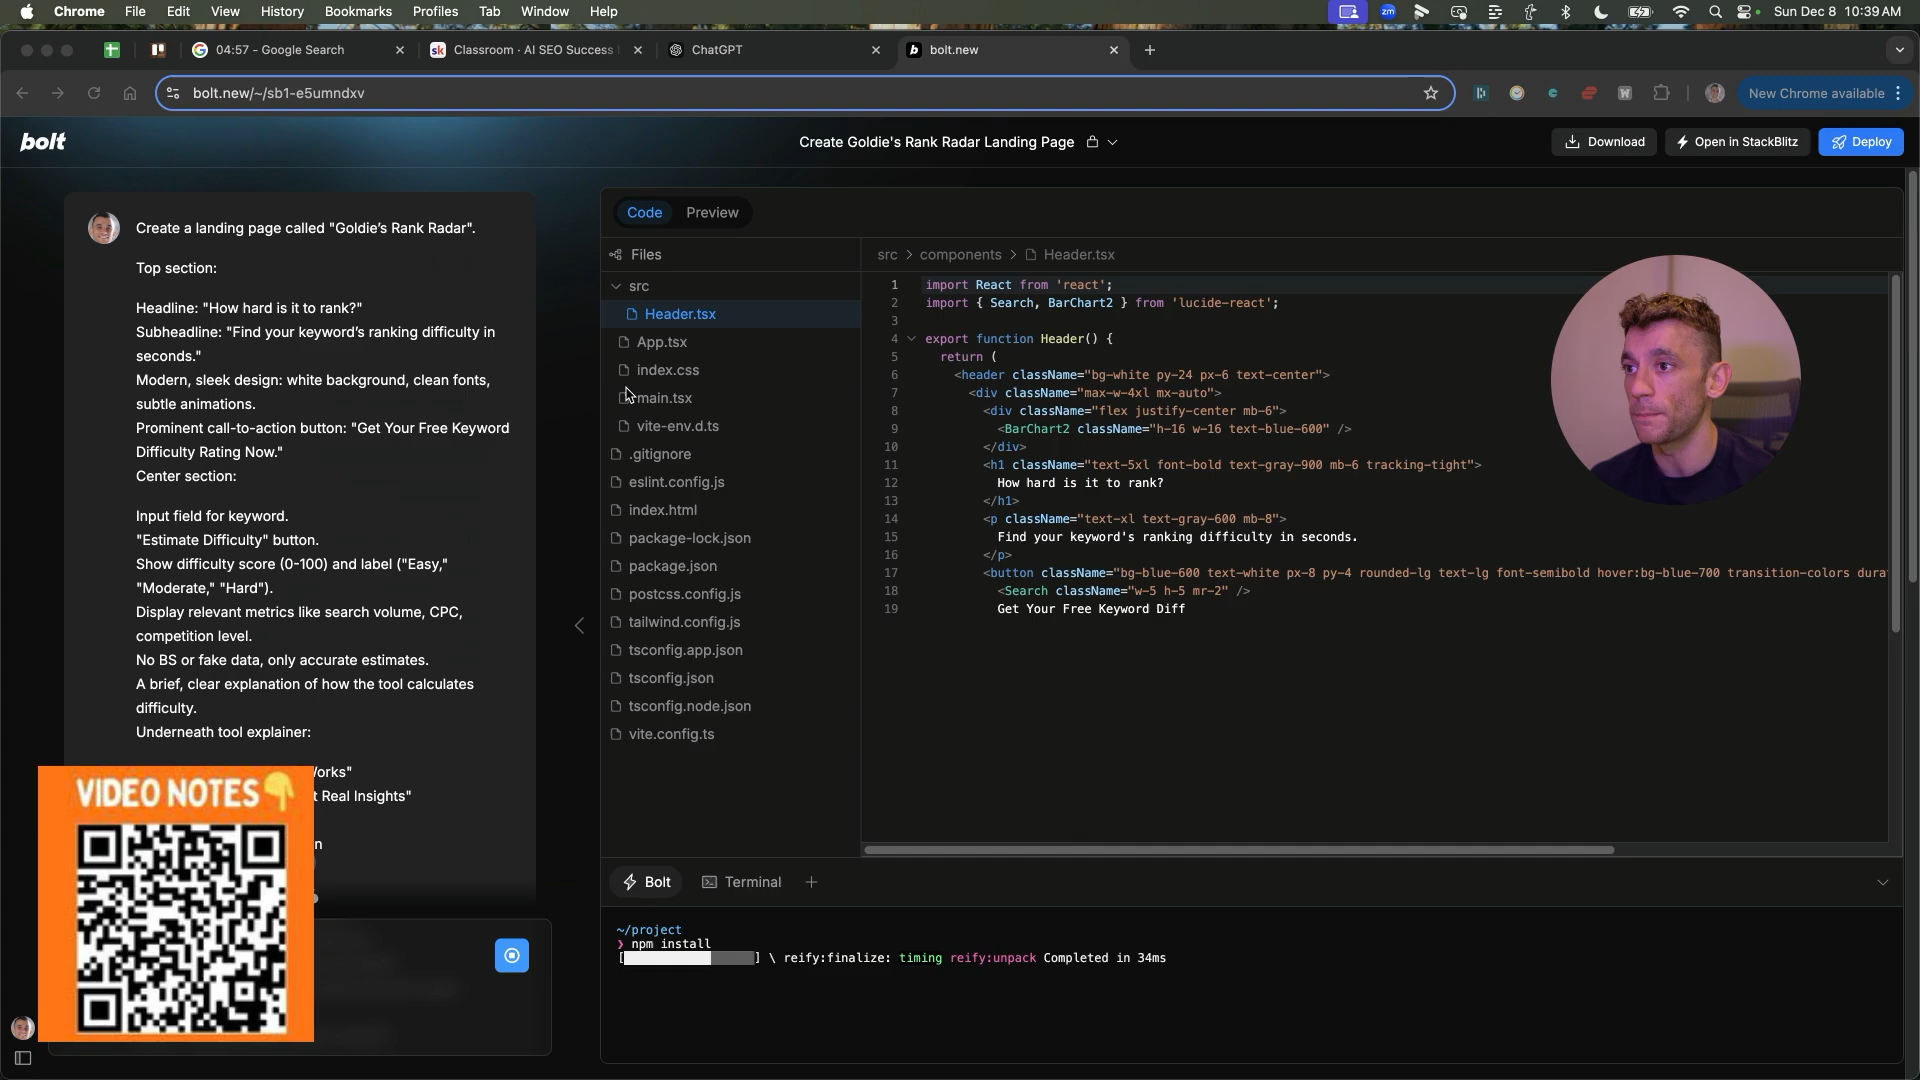 Chrome File Edit View History Bookmarks Profiles Tab Window Help
zm
Sun Dec 8 10:39 AM
04:57 - Google Search
sk Classroom · AI SEO Success
ChatGPT
b bolt.new
bolt.new/~/sb1-e5umndxv
New Chrome available
bolt
Create Goldie's Rank Radar Landing Page
Download
Open in StackBlitz
Deploy
Create a landing page called "Goldie’s Rank Radar".
Top section:
Headline: "How hard is it to rank?"
Subheadline: "Find your keyword’s ranking difficulty in
seconds."
Modern, sleek design: white background, clean fonts,
subtle animations.
Prominent call-to-action button: "Get Your Free Keyword
Difficulty Rating Now."
Center section:
Input field for keyword.
"Estimate Difficulty" button.
Show difficulty score (0-100) and label ("Easy,"
"Moderate," "Hard").
Display relevant metrics like search volume, CPC,
competition level.
No BS or fake data, only accurate estimates.
A brief, clear explanation of how the tool calculates
difficulty.
Underneath tool explainer:
Works"
t Real Insights"
n
VIDEO NOTES👇
Code Preview
Files
src
Header.tsx
App.tsx
index.css
main.tsx
vite-env.d.ts
.gitignore
eslint.config.js
index.html
package-lock.json
package.json
postcss.config.js
tailwind.config.js
tsconfig.app.json
tsconfig.json
tsconfig.node.json
vite.config.ts
src > components > Header.tsx
1 import React from 'react';
2 import { Search, BarChart2 } from 'lucide-react';
3
4 export function Header() {
5 return (
6 <header className="bg-white py-24 px-6 text-center">
7 <div className="max-w-4xl mx-auto">
8 <div className="flex justify-center mb-6">
9 <BarChart2 className="h-16 w-16 text-blue-600" />
10 </div>
11 <h1 className="text-5xl font-bold text-gray-900 mb-6 tracking-tight">
12 How hard is it to rank?
13 </h1>
14 <p className="text-xl text-gray-600 mb-8">
15 Find your keyword's ranking difficulty in seconds.
16 </p>
17 <button className="bg-blue-600 text-white px-8 py-4 rounded-lg text-lg font-semibold hover:bg-blue-700 transition-colors dura
18 <Search className="w-5 h-5 mr-2" />
19 Get Your Free Keyword Diff
Bolt Terminal +
~/project
❯ npm install
[ ] \ reify:finalize: timing reify:unpack Completed in 34ms